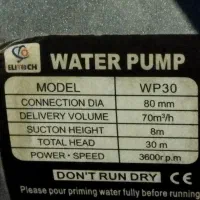 ELITECH
WATER PUMP
MODEL WP30
CONNECTION DIA 80 mm
DELIVERY VOLUME 70m³/h
SUCTON HEIGHT 8m
TOTAL HEAD 30 m
POWER · SPEED 3600r.p.m
DON'T RUN DRY
Please pour priming water fully before running